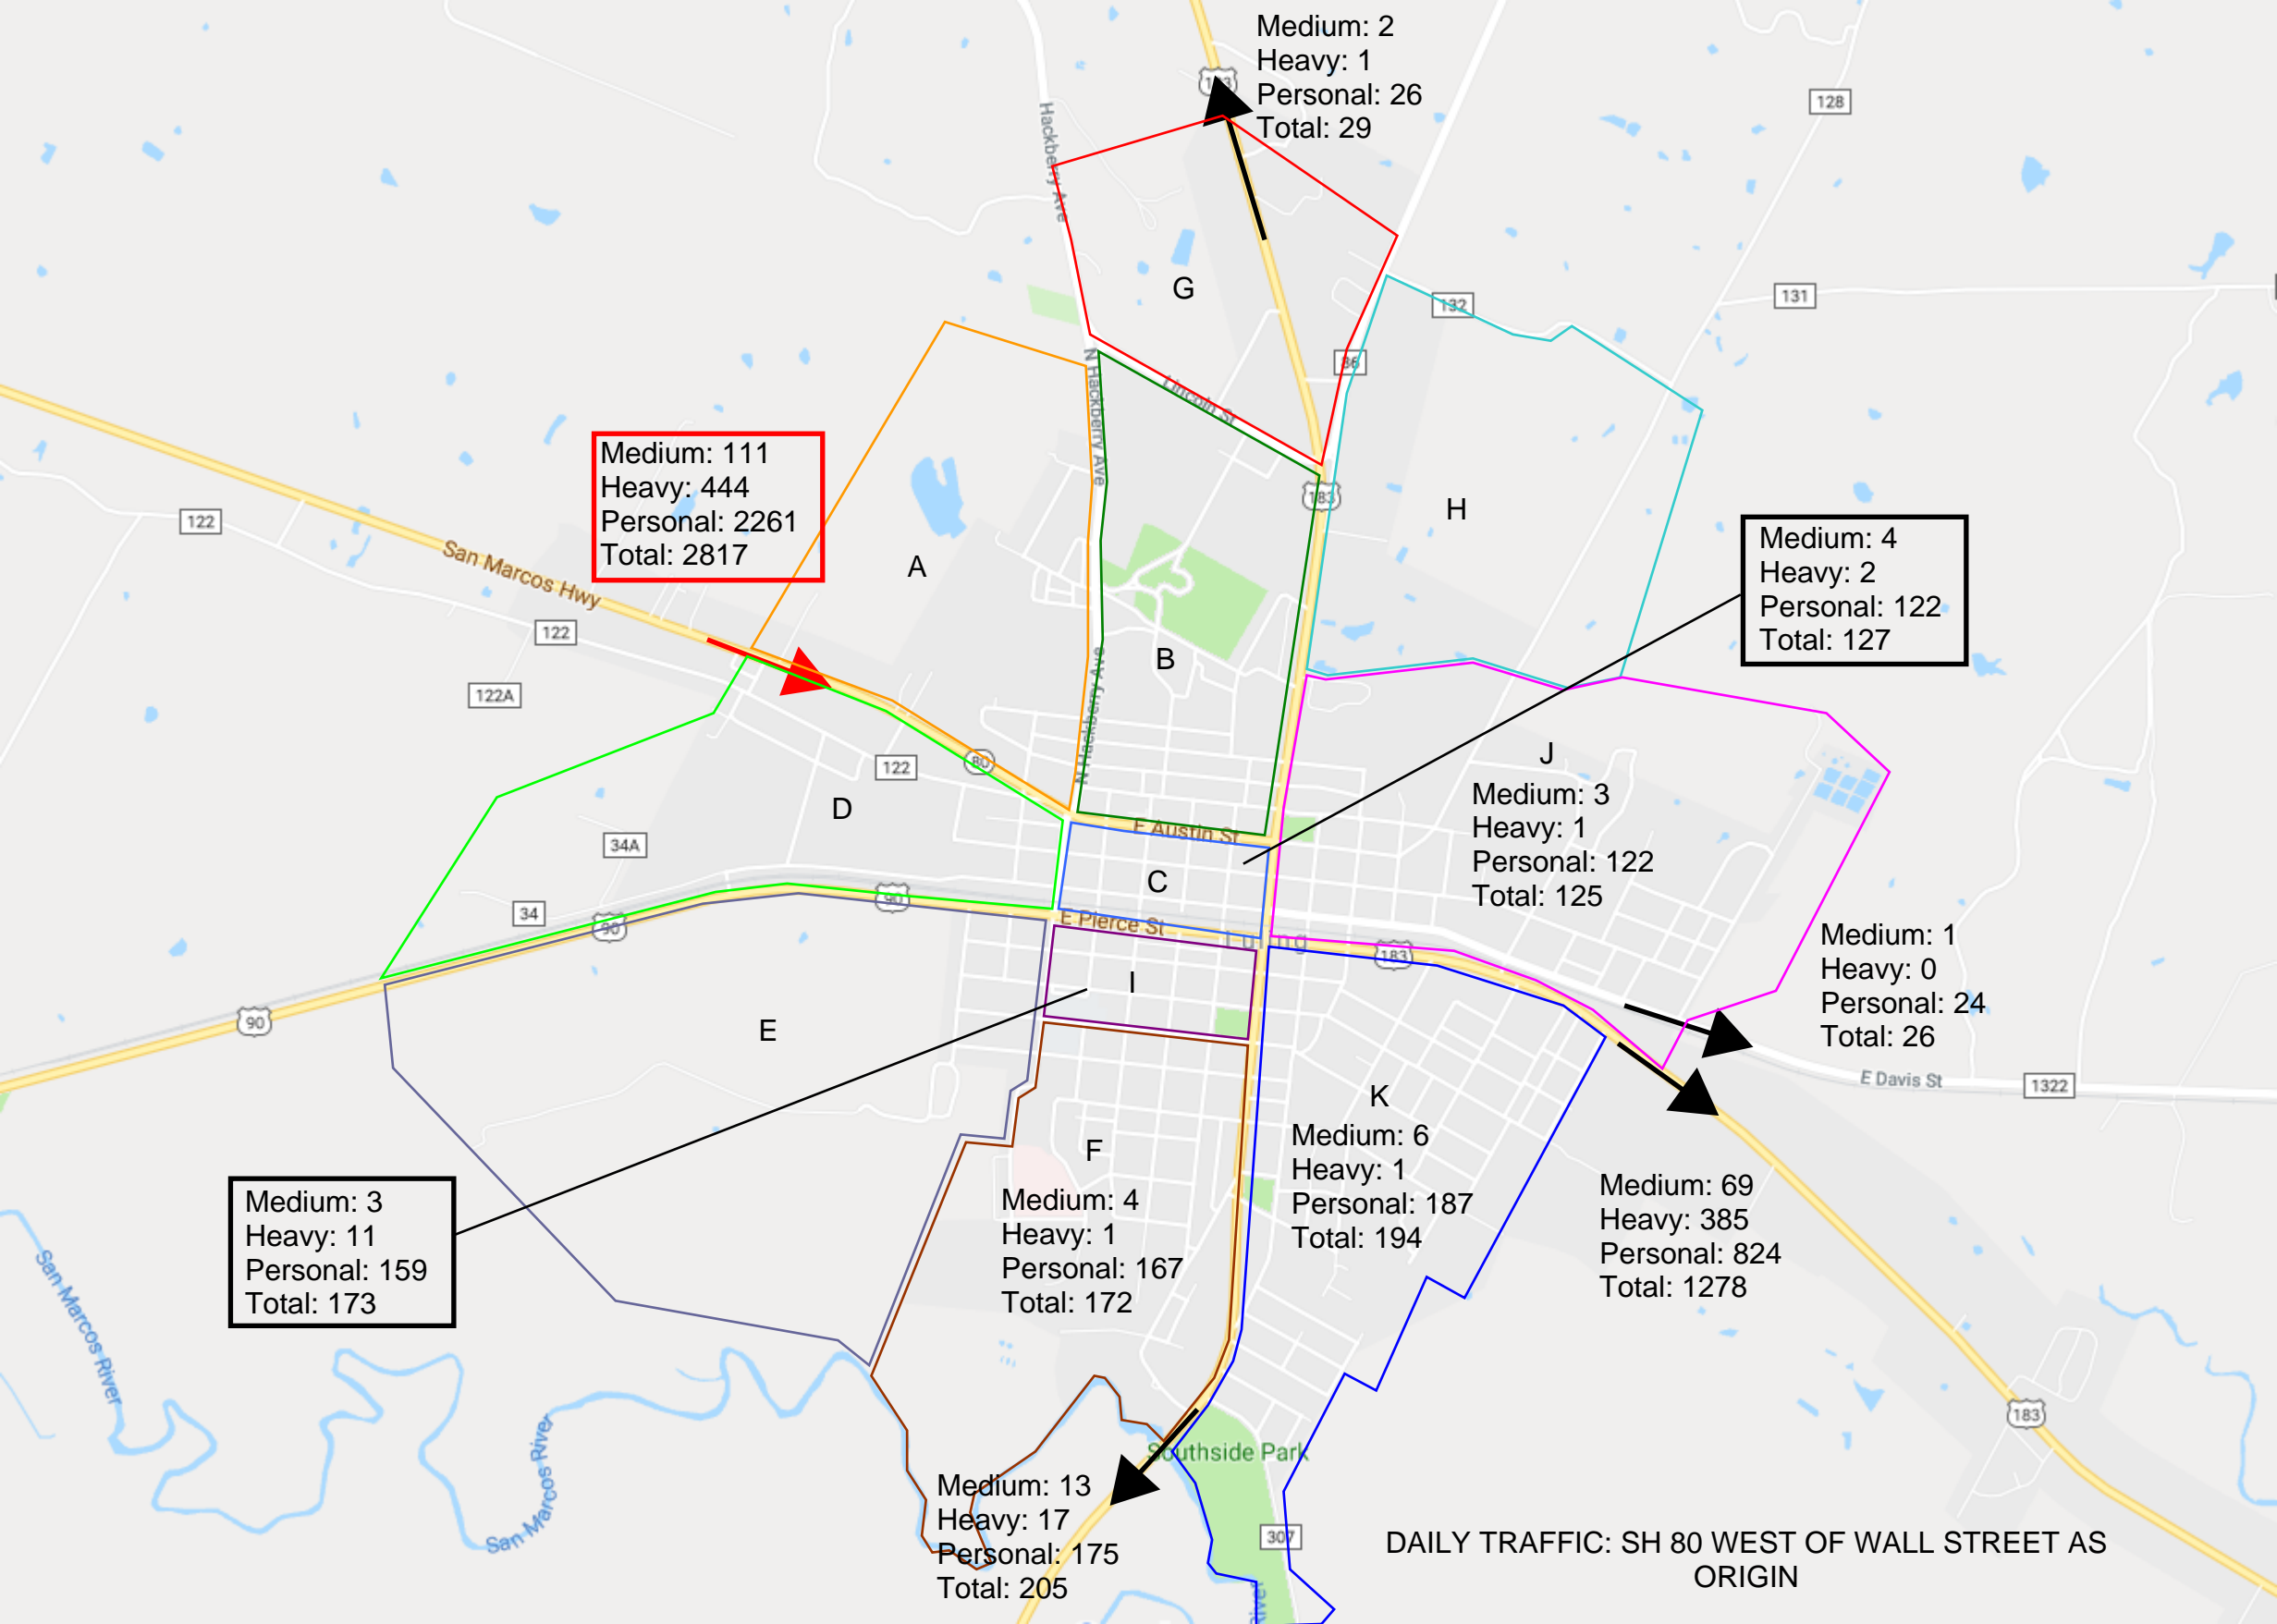 Medium: 2
Heavy: 1
Personal: 26
Total: 29
183
128
Hackberry Ave
G
132
131
86
N Hackberry Ave
Lincoln St
Medium: 111
Heavy: 444
Personal: 2261
Total: 2817
183
H
122
San Marcos Hwy
A
Medium: 4
Heavy: 2
Personal: 122
Total: 127
122
B
122A
N Hackberry Ave
J
80
122
Medium: 3
Heavy: 1
Personal: 122
Total: 125
D
E Austin St
34A
C
90
34
90
E Pierce St
Luling
183
Medium: 1
Heavy: 0
Personal: 24
Total: 26
I
90
E
E Davis St
1322
K
Medium: 6
Heavy: 1
Personal: 187
Total: 194
F
Medium: 4
Heavy: 1
Personal: 167
Total: 172
Medium: 69
Heavy: 385
Personal: 824
Total: 1278
Medium: 3
Heavy: 11
Personal: 159
Total: 173
San Marcos River
183
San Marcos River
Southside Park
Medium: 13
Heavy: 17
Personal: 175
Total: 205
307
DAILY TRAFFIC: SH 80 WEST OF WALL STREET AS
ORIGIN
River